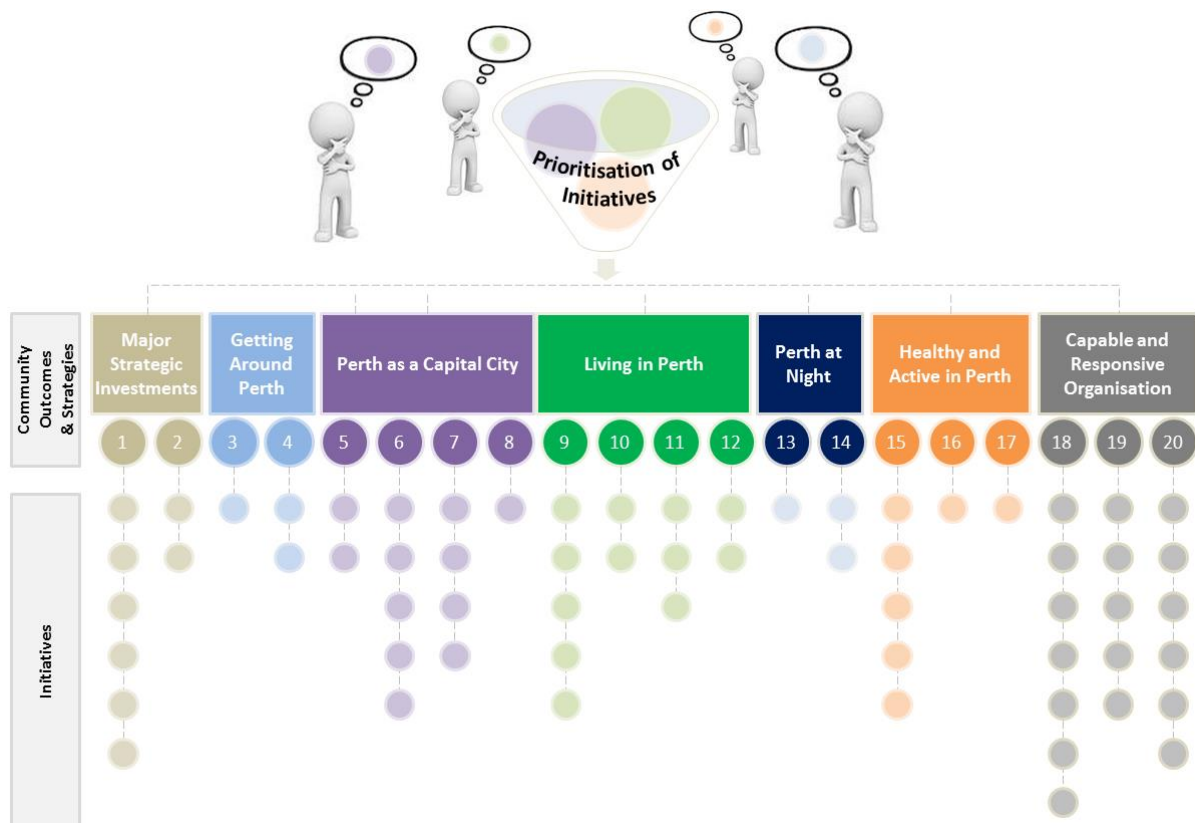 Prioritisation of
Initiatives
Community
Outcomes
& Strategies
Major
Strategic
Investments
Getting
Around
Perth
Perth as a Capital City
Living in Perth
Perth at
Night
Healthy and
Active in Perth
Capable and
Responsive
Organisation
1 2 3 4 5 6 7 8 9 10 11 12 13 14 15 16 17 18 19 20
Initiatives